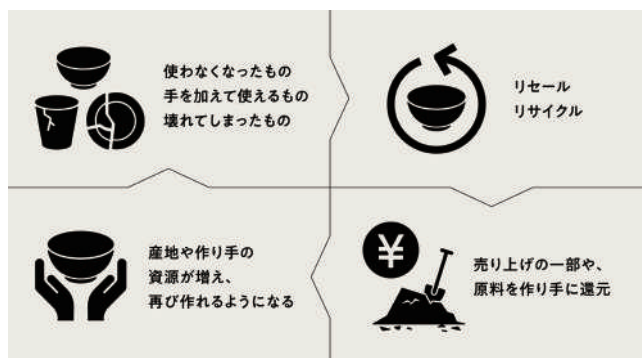 使わなくなったもの
手を加えて使えるもの
壊れてしまったもの
リセール
リサイクル
¥
売り上げの一部や、
原料を作り手に還元
産地や作り手の
資源が増え、
再び作れるようになる